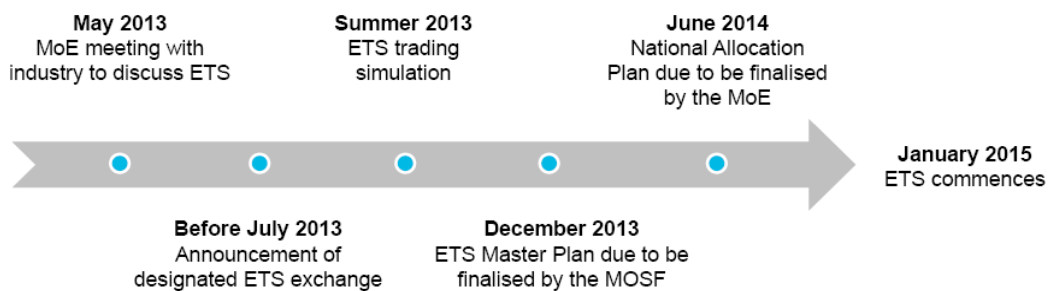 May 2013
MoE meeting with
industry to discuss ETS
Summer 2013
ETS trading
simulation
June 2014
National Allocation
Plan due to be finalised
by the MoE
January 2015
ETS commences
Before July 2013
Announcement of
designated ETS exchange
December 2013
ETS Master Plan due to be
finalised by the MOSF